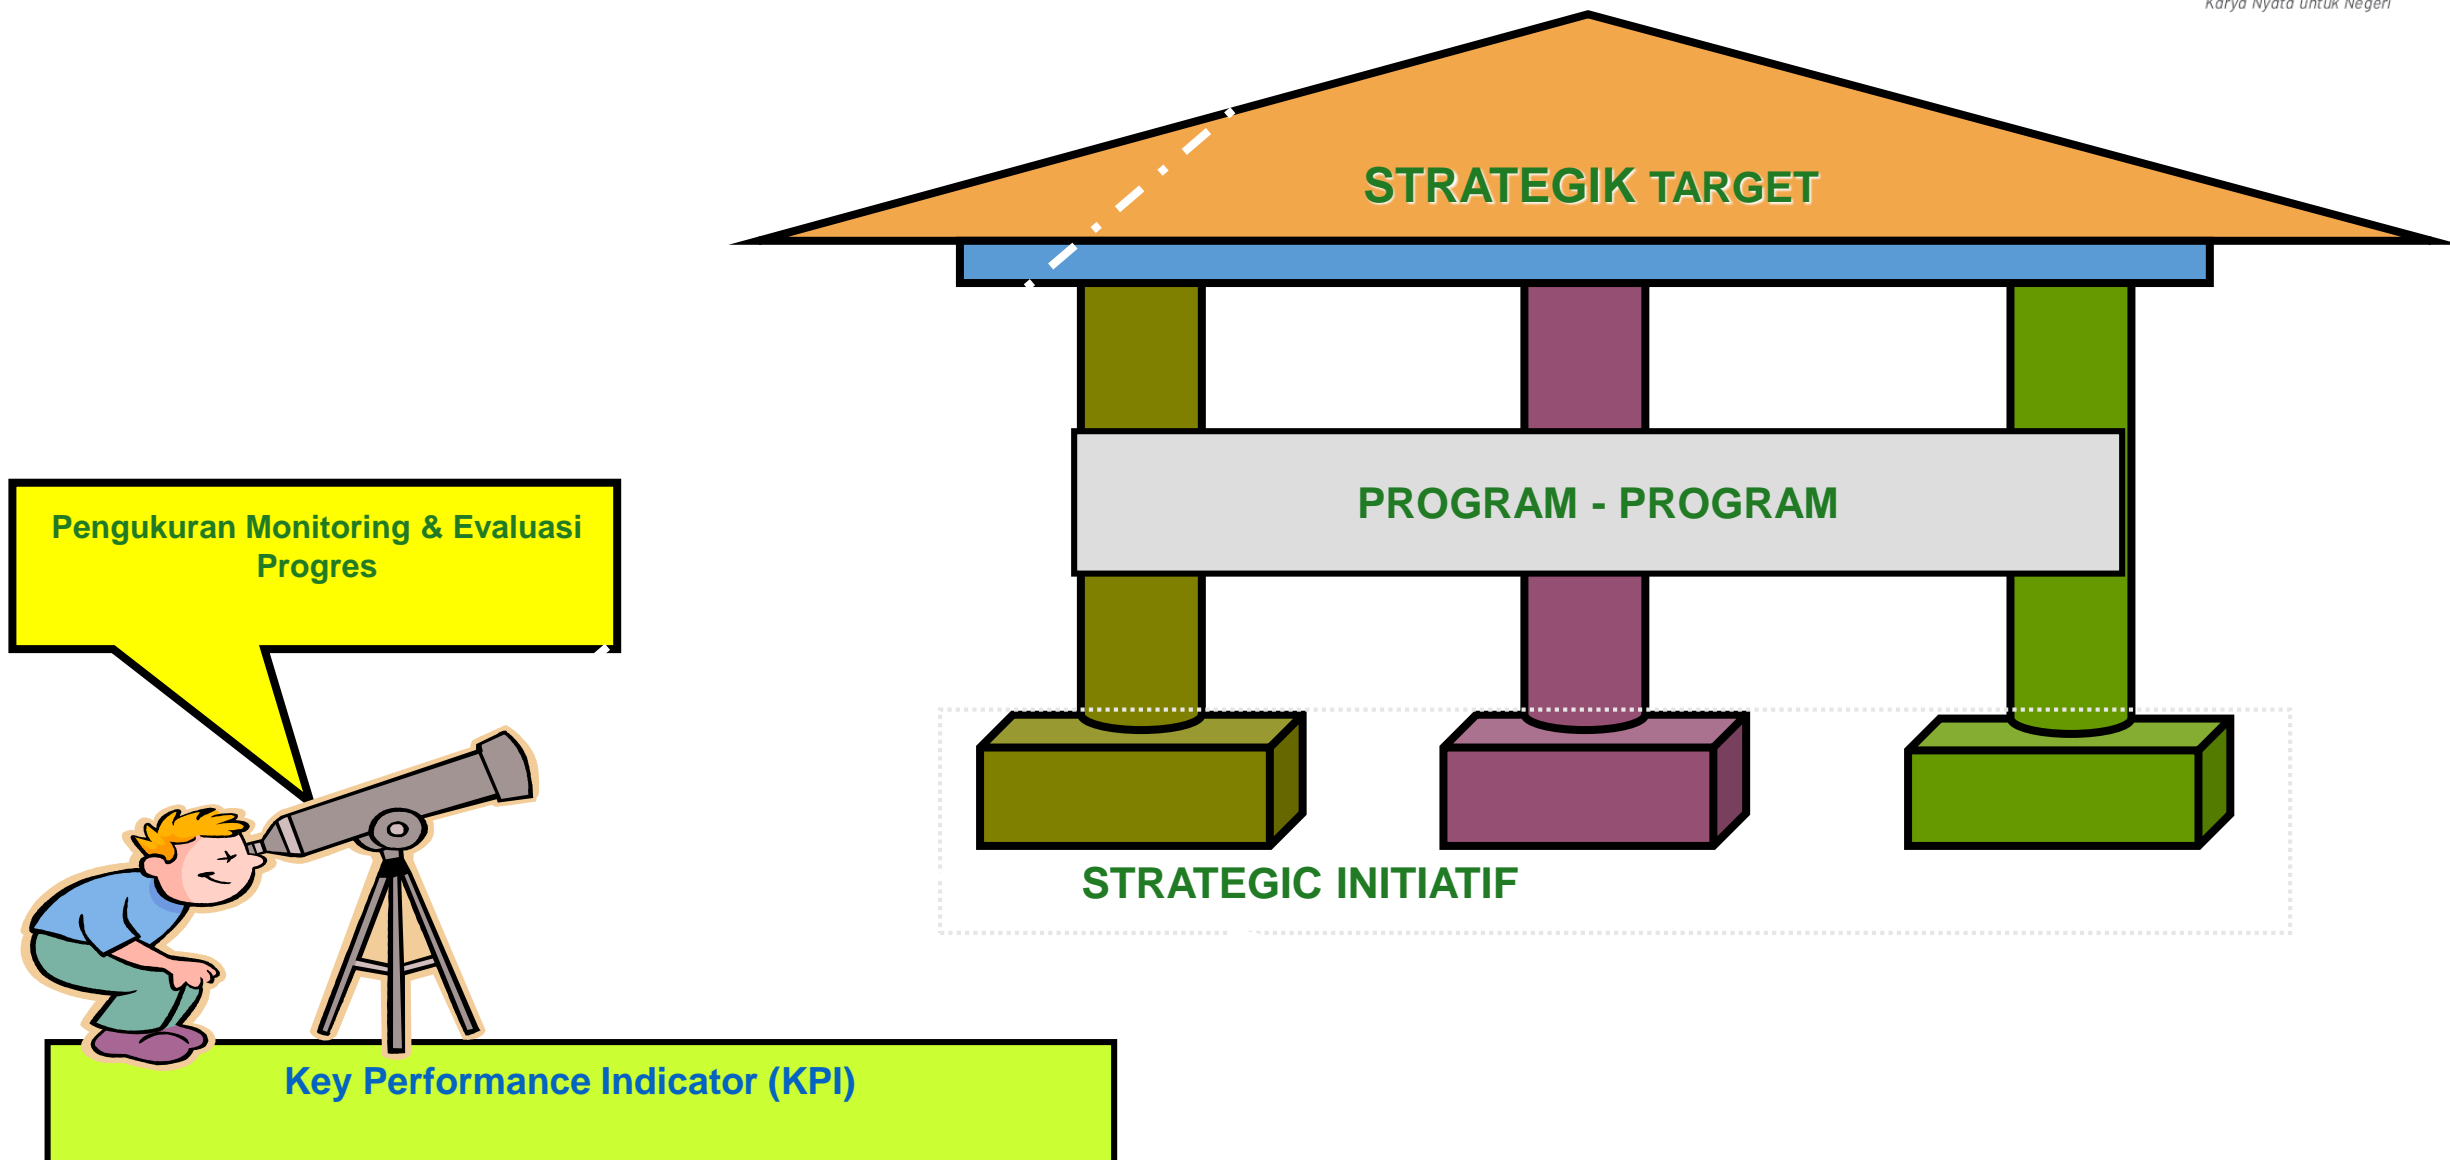 Karya Nyata untuk Negeri
STRATEGIK TARGET
PROGRAM - PROGRAM
Pengukuran Monitoring & Evaluasi
Progres
STRATEGIC INITIATIF
Key Performance Indicator (KPI)